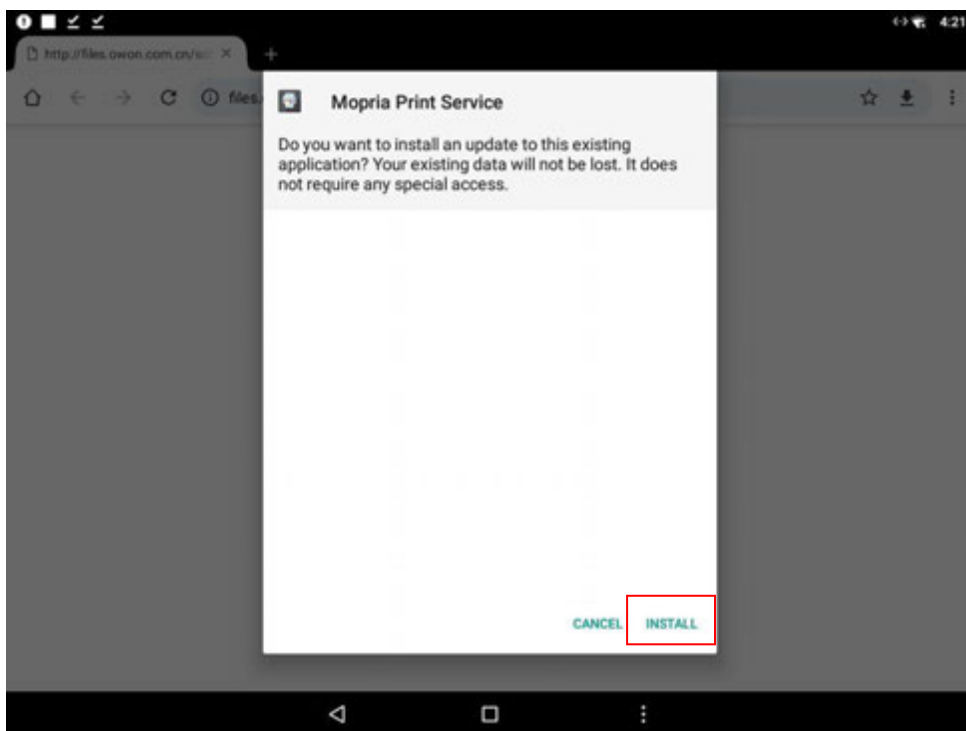 4:21
http://files.owon.com.cn/
files.
Mopria Print Service
Do you want to install an update to this existing
application? Your existing data will not be lost. It does
not require any special access.
CANCEL INSTALL